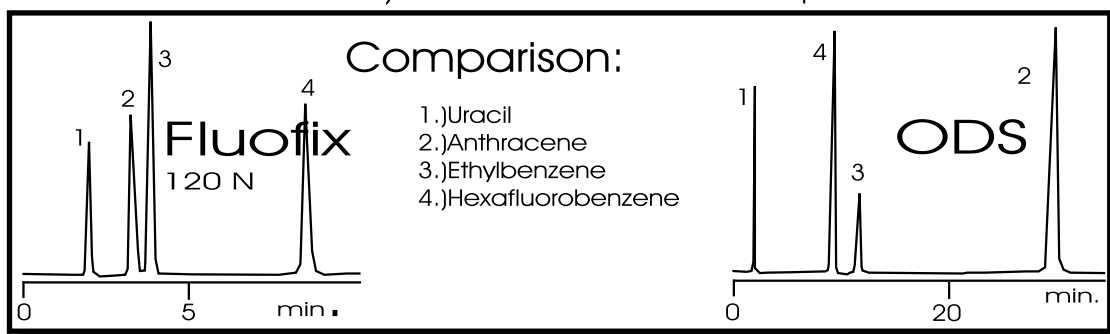 Comparison:
1.)Uracil
2.)Anthracene
3.)Ethylbenzene
4.)Hexafluorobenzene
1
2
3
4
Fluofix
120 N
0
5
min.
1
4
3
2
ODS
0
20
min.